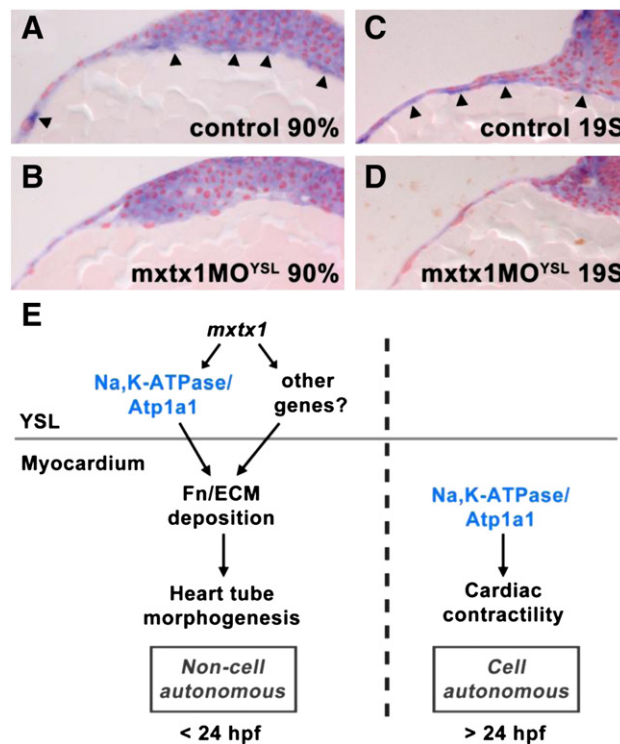 A
control 90%
C
control 19S
B
mxtx1MOYSL 90%
D
mxtx1MOYSL 19S
E
mxtx1
Na,K-ATPase/
Atp1a1
other
genes?
YSL
Myocardium
Fn/ECM
deposition
Na,K-ATPase/
Atp1a1
Heart tube
morphogenesis
Cardiac
contractility
Non-cell
autonomous
Cell
autonomous
< 24 hpf
> 24 hpf